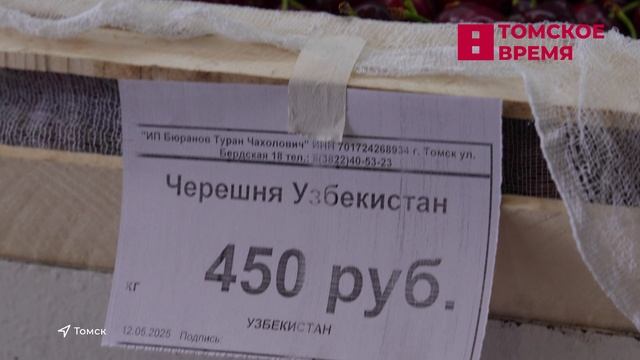 ТОМСКОЕ
ВРЕМЯ
"ИП Бюранов Туран Чахолович" ИНН 701724268934 г. Томск ул.
Бердская 18 тел.: 8(3822)40-53-23
Черешня Узбекистан
450 руб.
кг
УЗБЕКИСТАН
12.05.2025 Подпись:
Томск